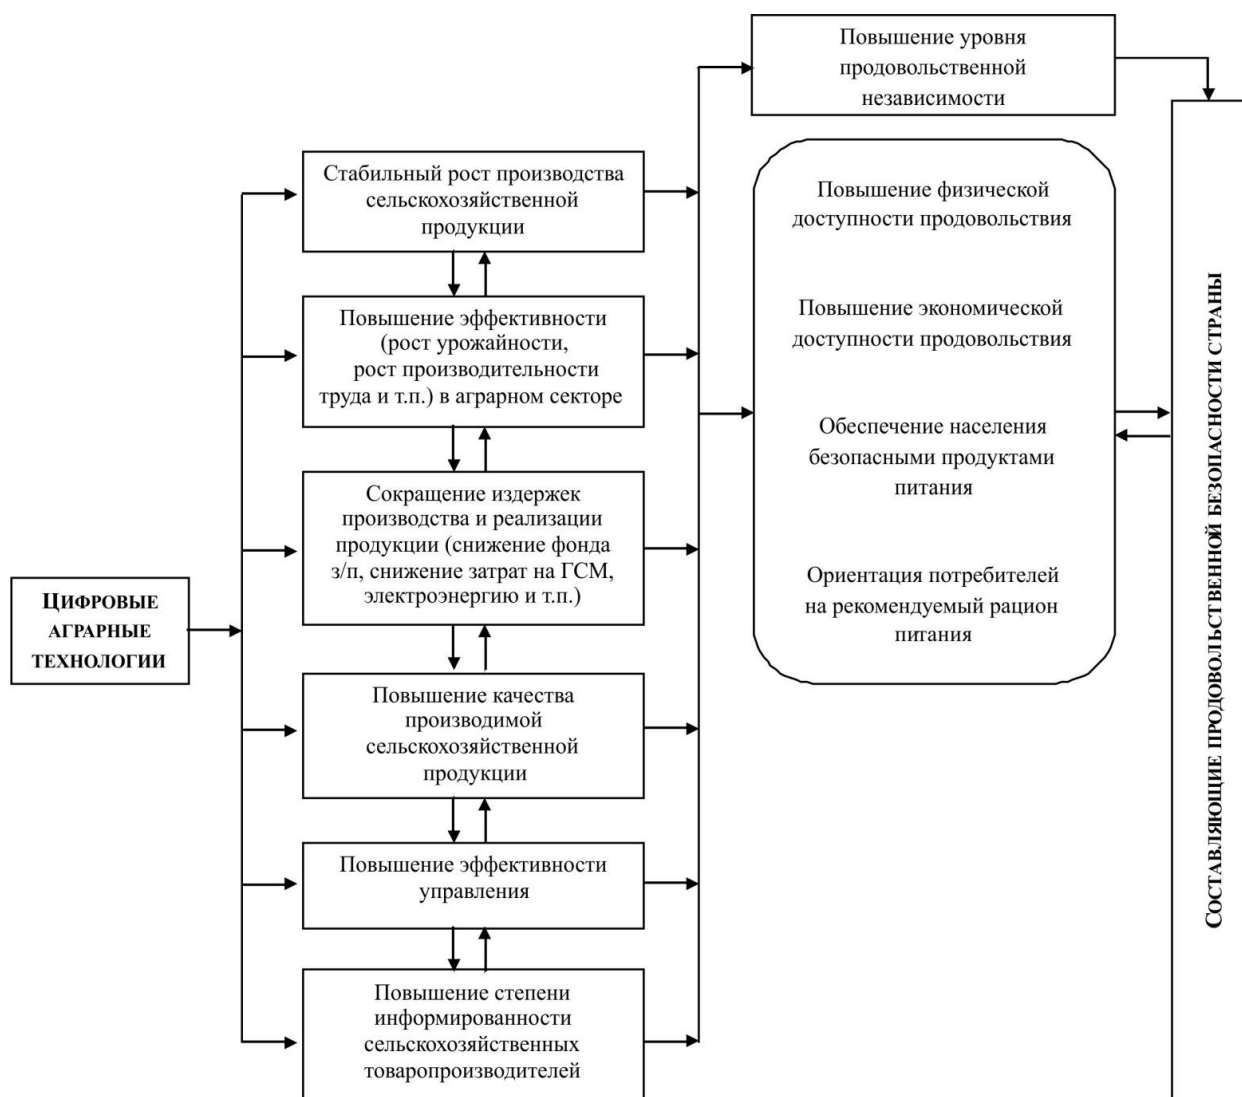 ЦИФРОВЫЕ
АГРАРНЫЕ
ТЕХНОЛОГИИ
Стабильный рост производства
сельскохозяйственной
продукции
Повышение эффективности
(рост урожайности,
рост производительности
труда и т.п.) в аграрном секторе
Сокращение издержек
производства и реализации
продукции (снижение фонда
з/п, снижение затрат на ГСМ,
электроэнергию и т.п.)
Повышение качества
производимой
сельскохозяйственной
продукции
Повышение эффективности
управления
Повышение степени
информированности
сельскохозяйственных
товаропроизводителей
Повышение уровня
продовольственной
независимости
Повышение физической
доступности продовольствия
Повышение экономической
доступности продовольствия
Обеспечение населения
безопасными продуктами
питания
Ориентация потребителей
на рекомендуемый рацион
питания
СОСТАВЛЯЮЩИЕ ПРОДОВОЛЬСТВЕННОЙ БЕЗОПАСНОСТИ СТРАНЫ